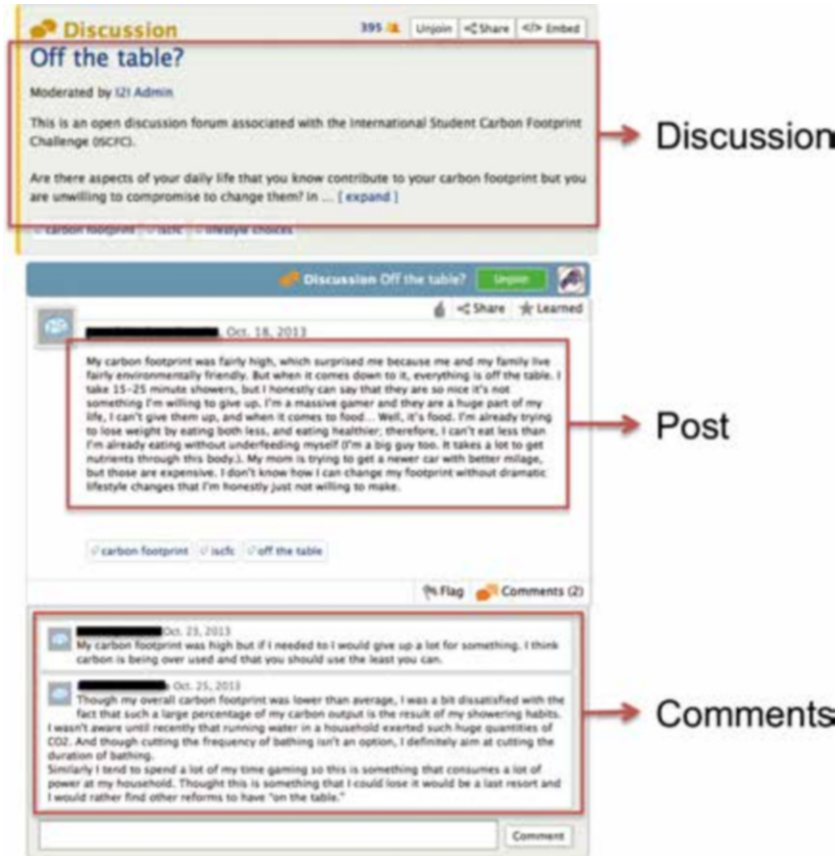 Discussion
395 Unjoin Share </> Embed
Off the table?
Moderated by I2I Admin
This is an open discussion forum associated with the International Student Carbon Footprint
Challenge (ISCFC).
Are there aspects of your daily life that you know contribute to your carbon footprint but you
are unwilling to compromise to change them? In ... [ expand ]
carbon footprint iscfc lifestyle choices
Discussion
Discussion Off the table? Unjoin
Share Learned
, Oct. 18, 2013
My carbon footprint was fairly high, which surprised me because me and my family live
fairly environmentally friendly. But when it comes down to it, everything is off the table. I
take 15-25 minute showers, but I honestly can say that they are so nice it's not
something I'm willing to give up. I'm a massive gamer and they are a huge part of my
life, I can't give them up, and when it comes to food... Well, it's food. I'm already trying
to lose weight by eating both less, and eating healthier; therefore, I can't eat less than
I'm already eating without underfeeding myself (I'm a big guy too. It takes a lot to get
nutrients through this body.). My mom is trying to get a newer car with better milage,
but those are expensive. I don't know how I can change my footprint without dramatic
lifestyle changes that I'm honestly just not willing to make.
Post
carbon footprint iscfc off the table
Flag Comments (2)
Oct. 23, 2013
My carbon footprint was high but if I needed to I would give up a lot for something. I think
carbon is being over used and that you should use the least you can.
Oct. 25, 2013
Though my overall carbon footprint was lower than average, I was a bit dissatisfied with the
fact that such a large percentage of my carbon output is the result of my showering habits.
I wasn't aware until recently that running water in a household exerted such huge quantities of
CO2. And though cutting the frequency of bathing isn't an option, I definitely aim at cutting the
duration of bathing.
Similarly I tend to spend a lot of my time gaming so this is something that consumes a lot of
power at my household. Thought this is something that I could lose it would be a last resort and
I would rather find other reforms to have "on the table."
Comments
Comment